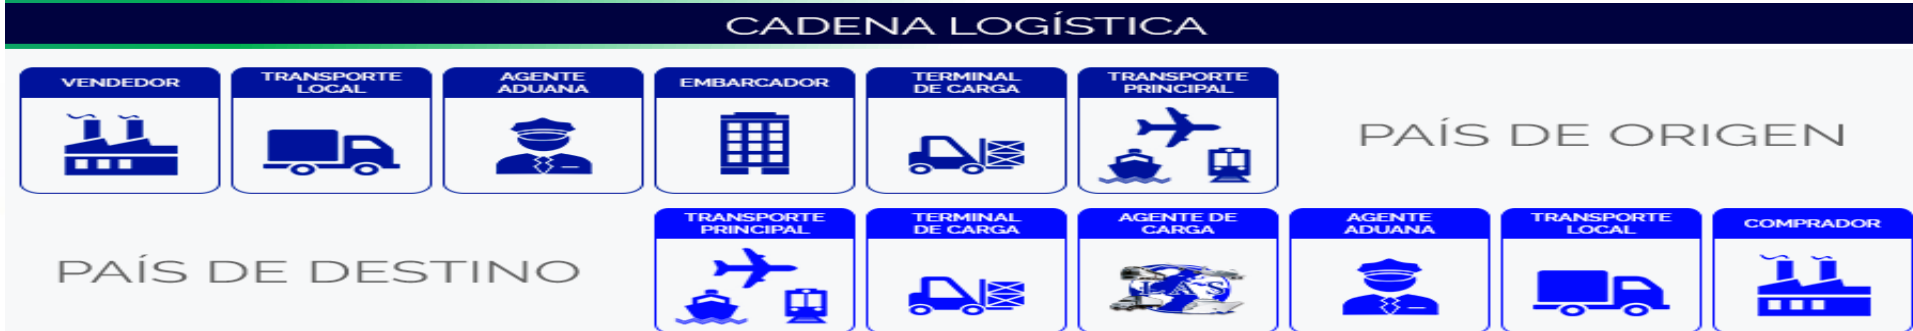 CADENA LOGÍSTICA
VENDEDOR
TRANSPORTE
LOCAL
AGENTE
ADUANA
EMBARCADOR
TERMINAL
DE CARGA
TRANSPORTE
PRINCIPAL
PAÍS DE ORIGEN
PAÍS DE DESTINO
TRANSPORTE
PRINCIPAL
TERMINAL
DE CARGA
AGENTE DE
CARGA
AGENTE
ADUANA
TRANSPORTE
LOCAL
COMPRADOR